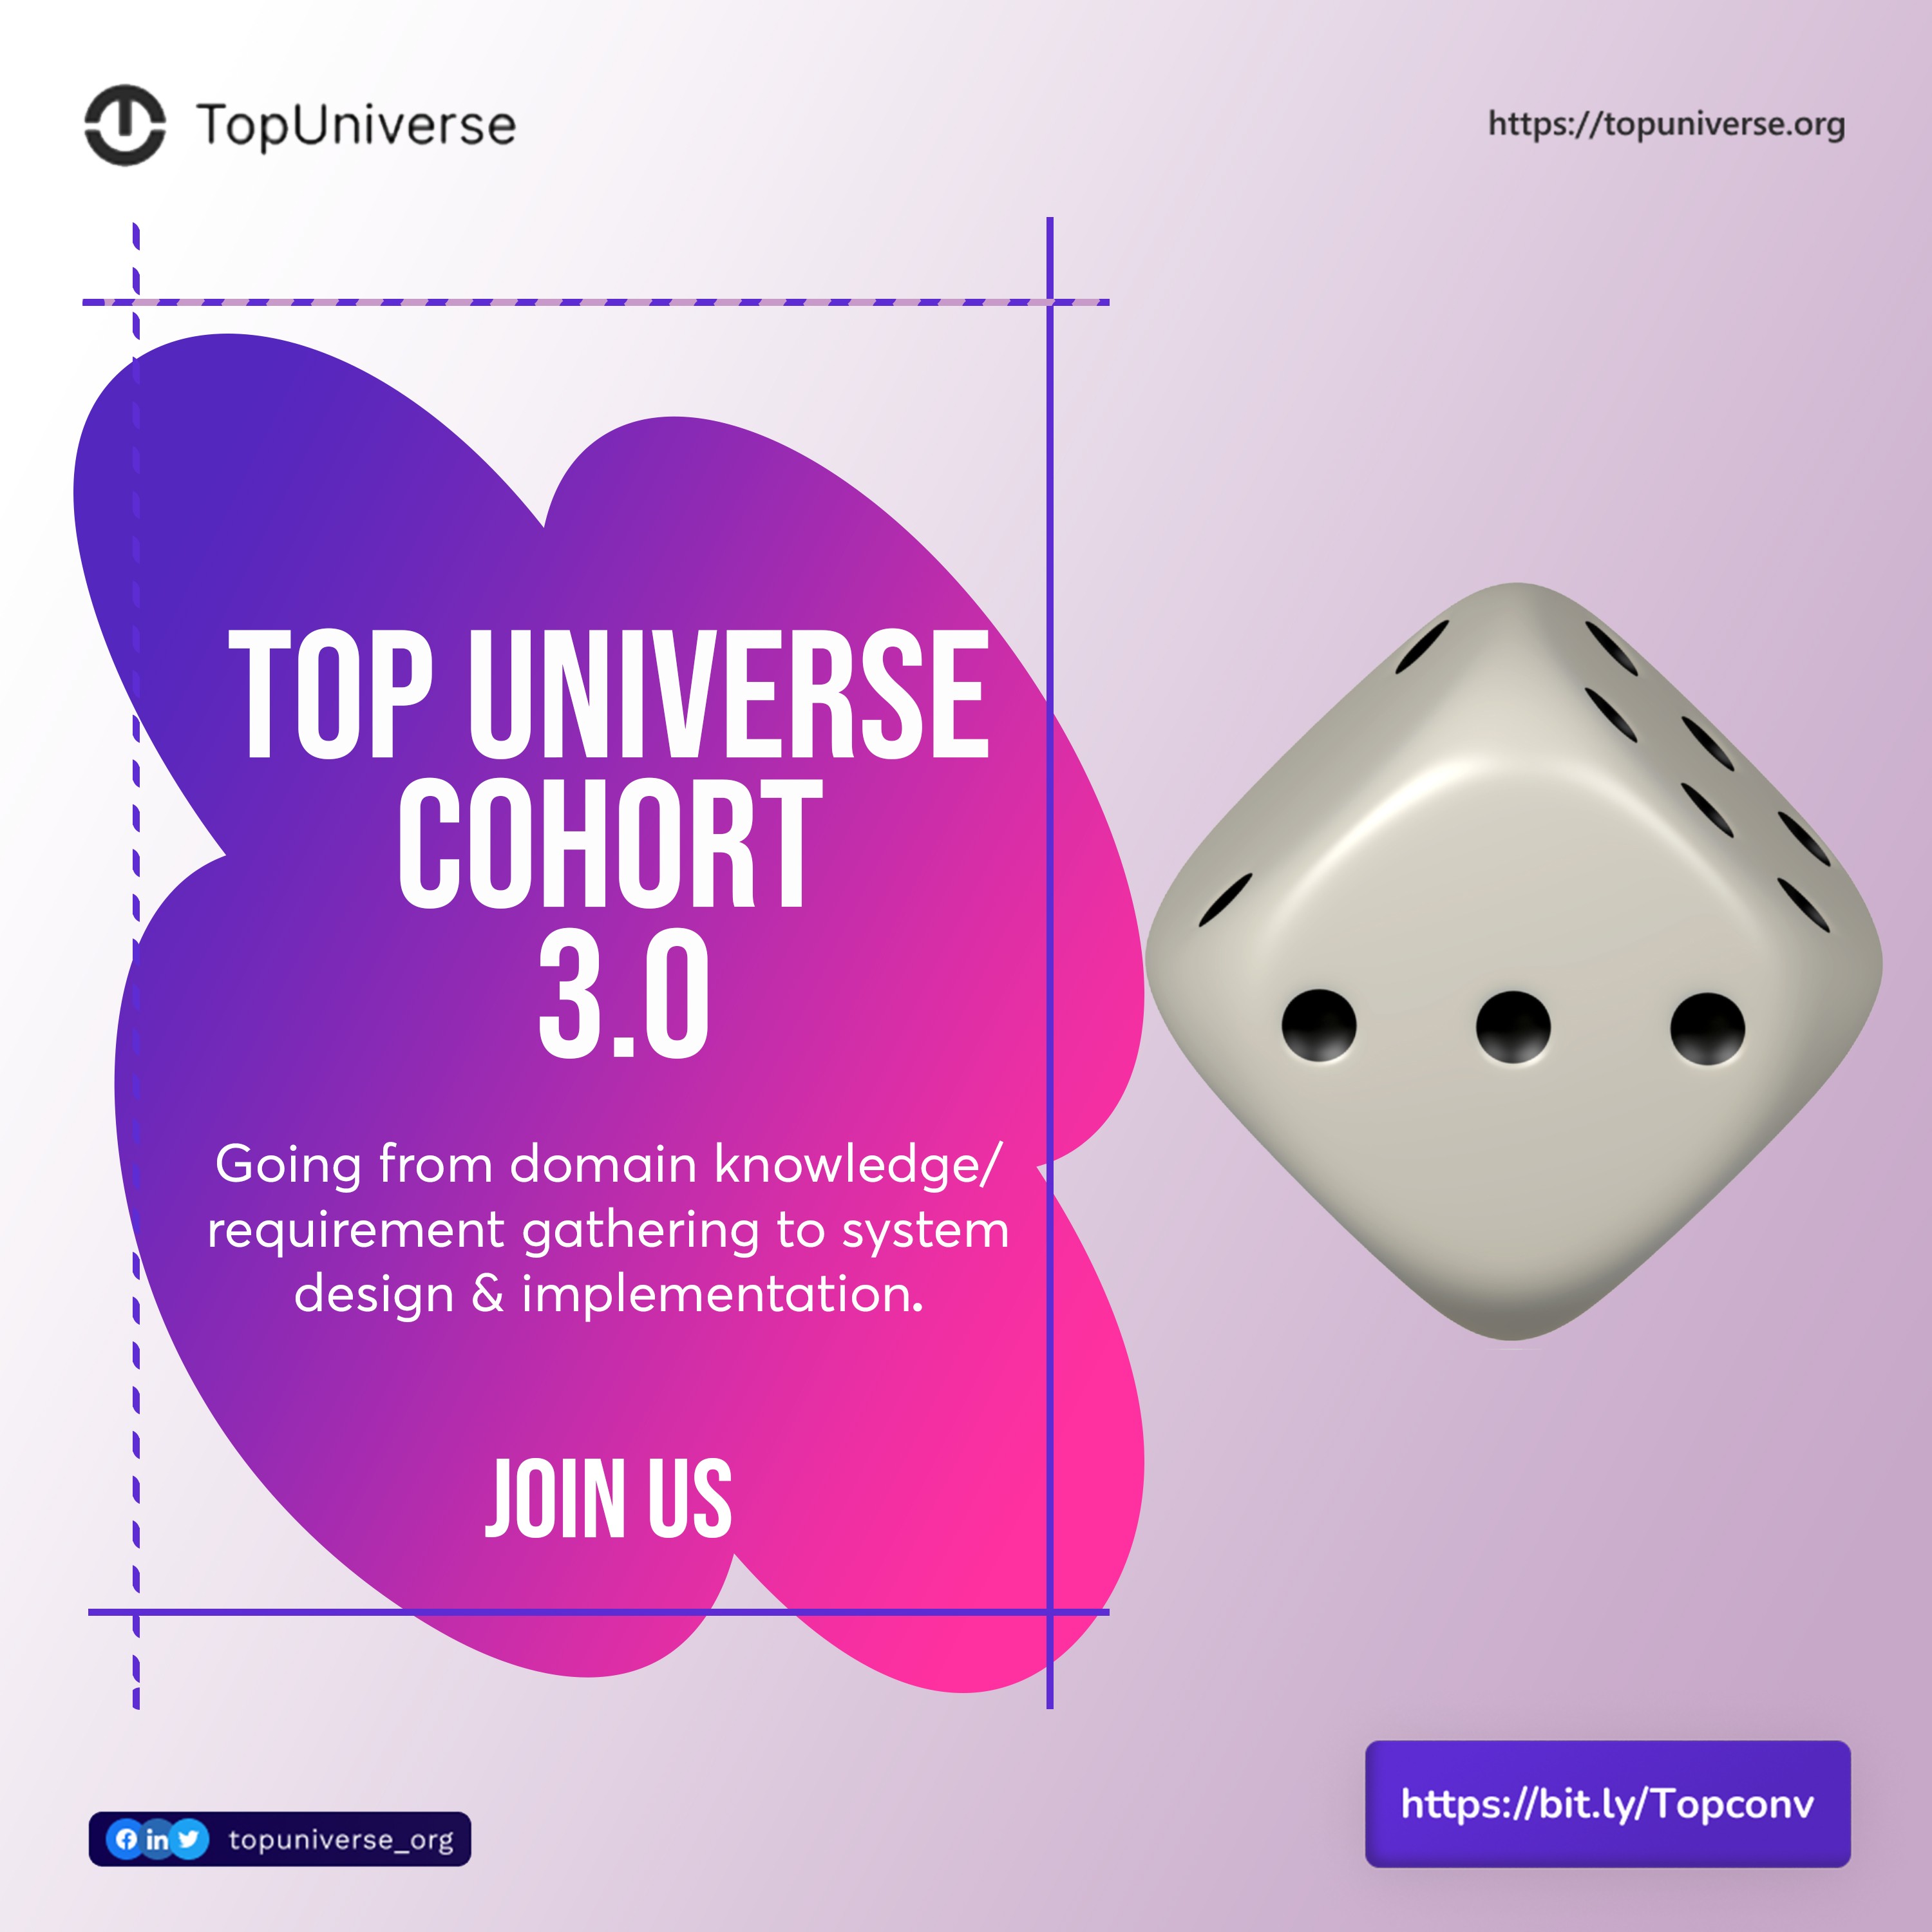 TopUniverse
https://topuniverse.org
TOP UNIVERSE
COHORT
3.0
Going from domain knowledge/
requirement gathering to system
design & implementation.
JOIN US
in topuniverse_org
https://bit.ly/Topconv